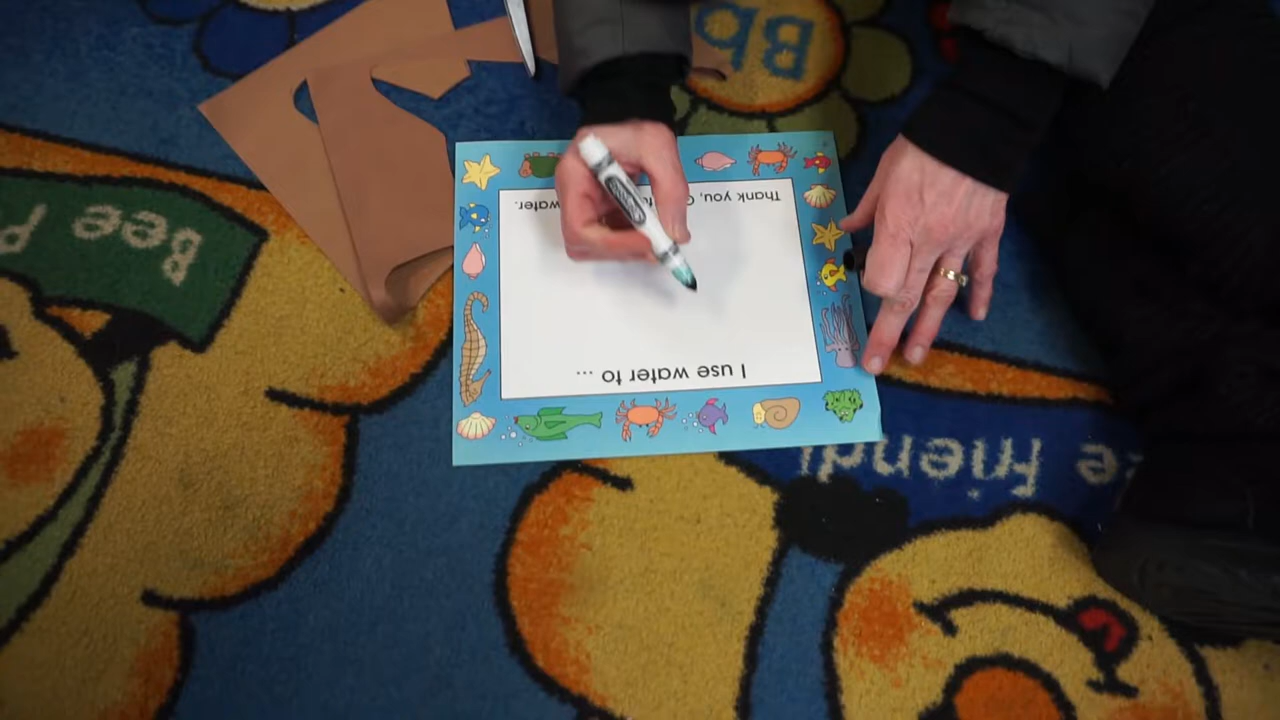 I use water to ...
Thank you, water.
Bee
friend
Bb